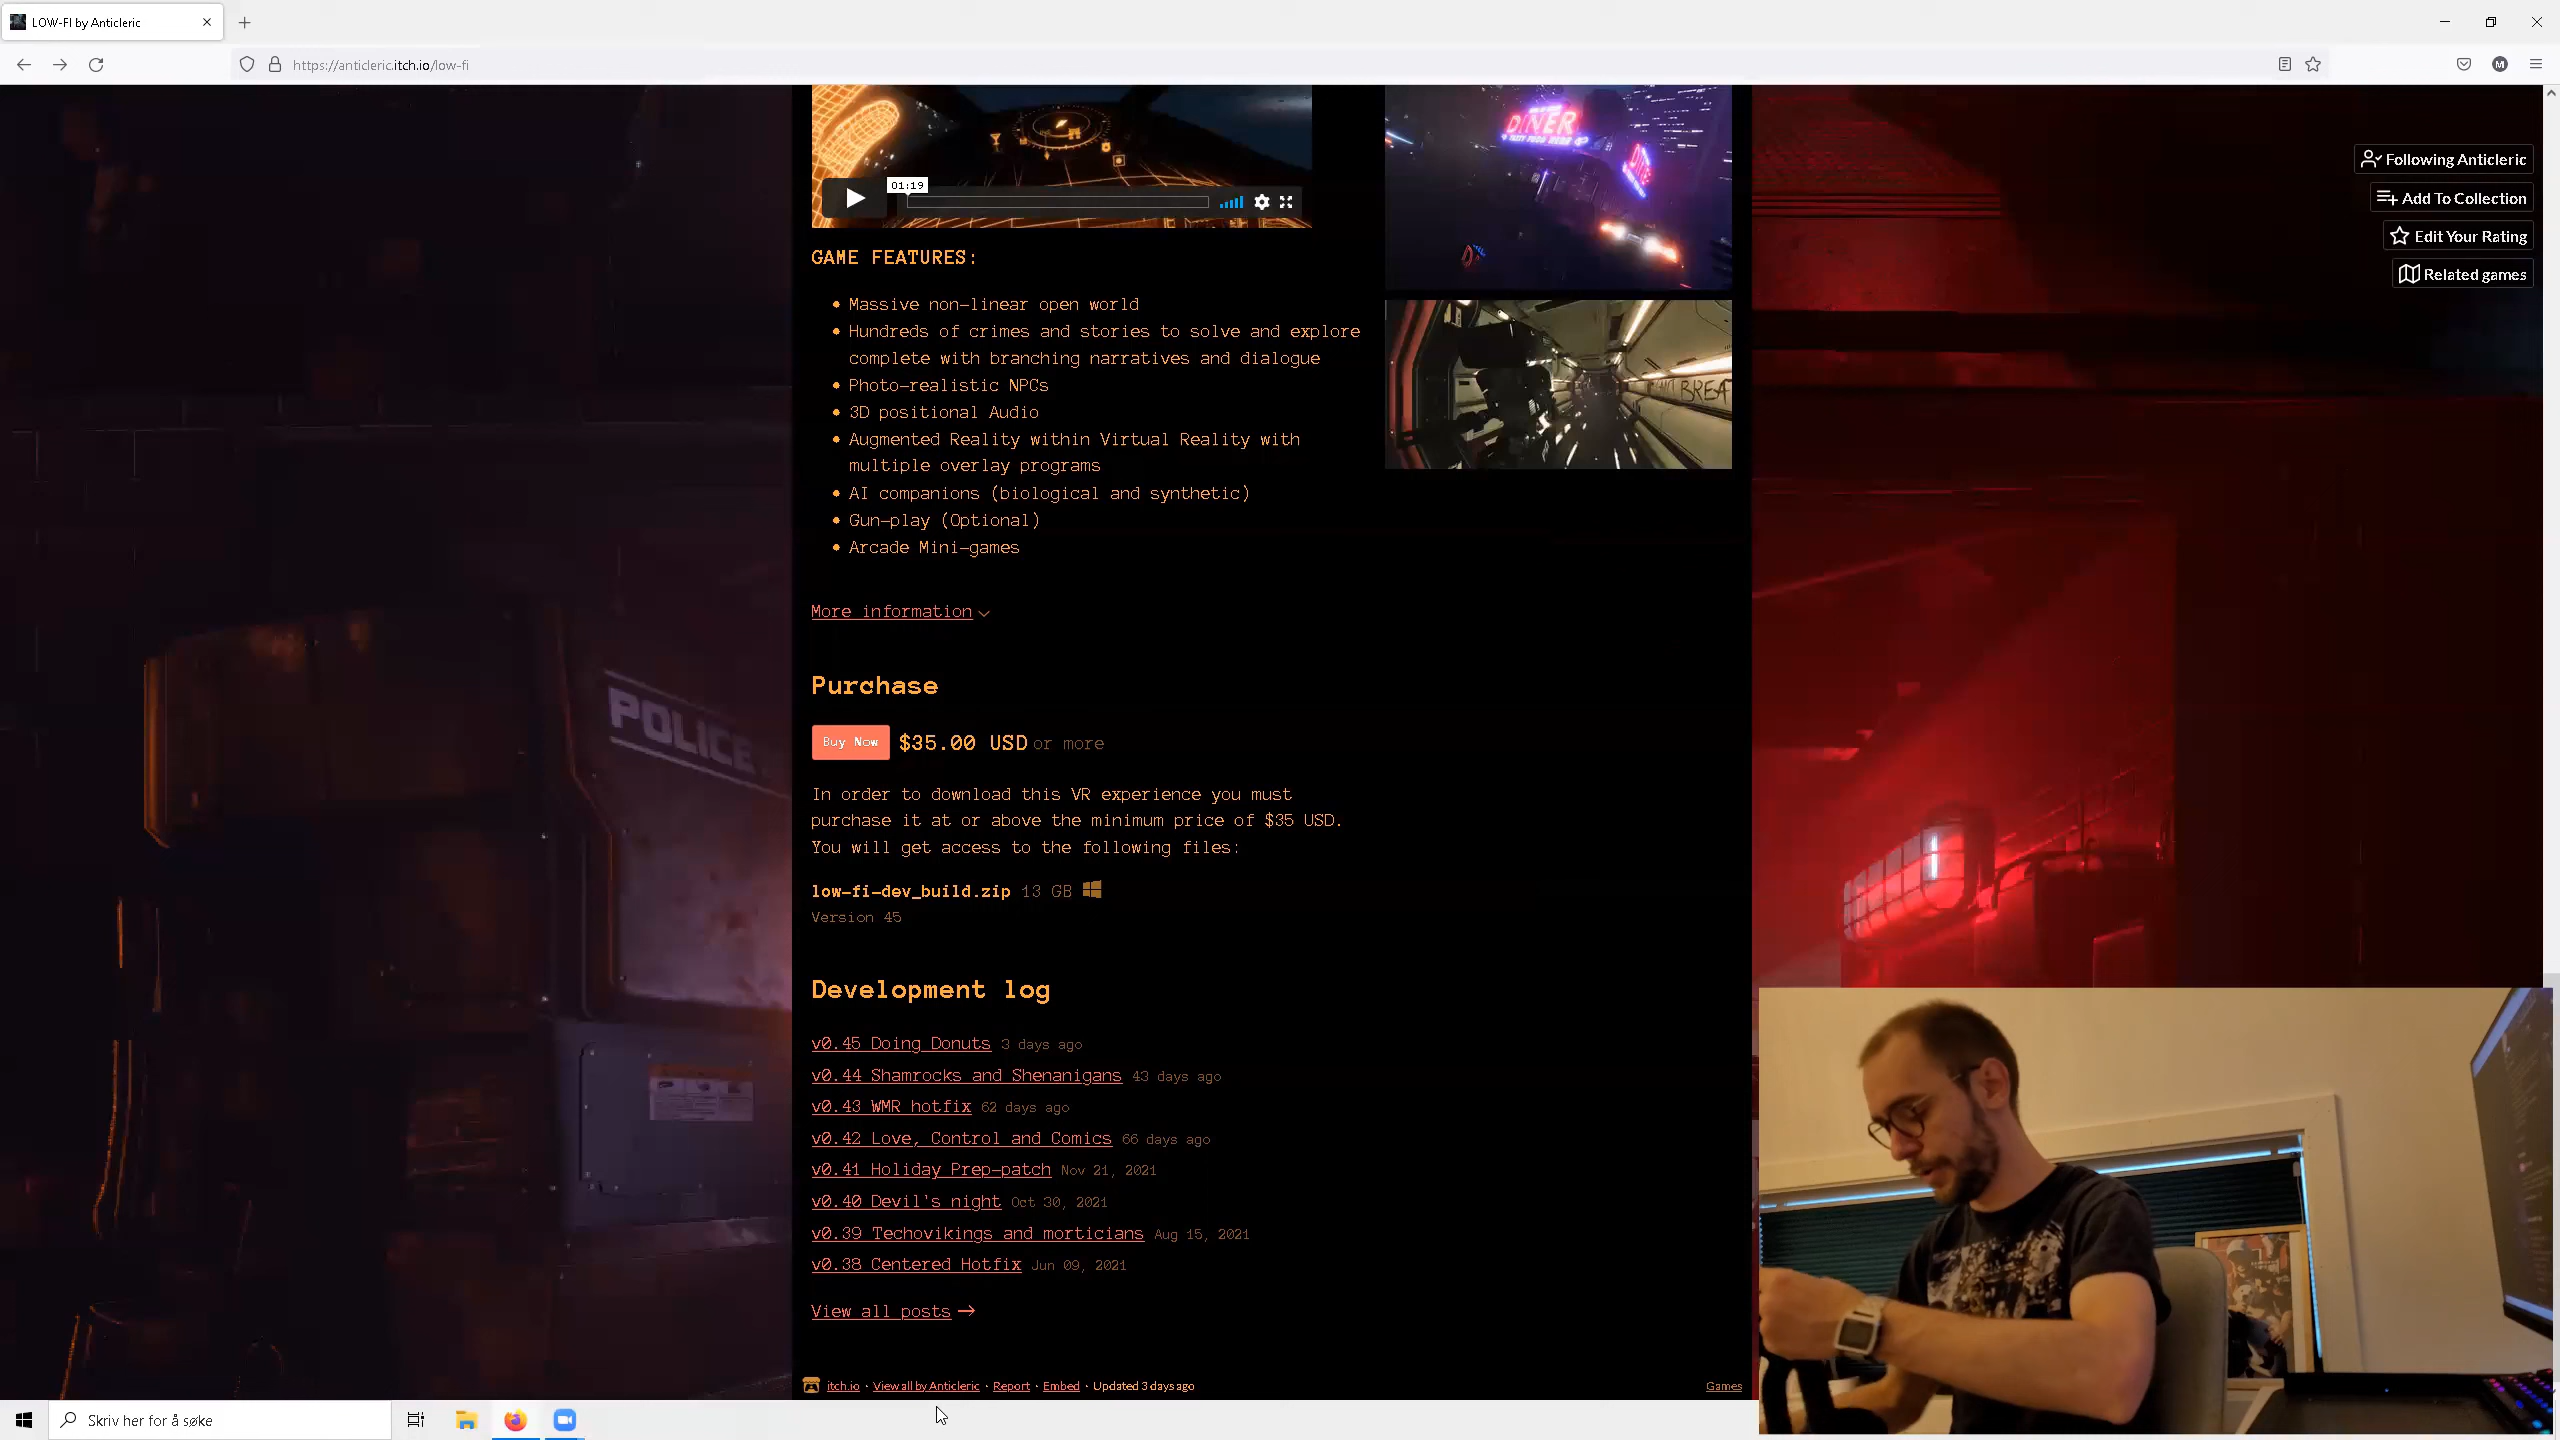 LOW-FI by Anticleric
https://anticleric.itch.io/low-fi
Following Anticleric
Add To Collection
Edit Your Rating
Related games
DINER
01:19
GAME FEATURES:
Massive non-linear open world
Hundreds of crimes and stories to solve and explore
complete with branching narratives and dialogue
Photo-realistic NPCs
3D positional Audio
Augmented Reality within Virtual Reality with
multiple overlay programs
AI companions (biological and synthetic)
Gun-play (Optional)
Arcade Mini-games
More information
Purchase
Buy Now $35.00 USD or more
In order to download this VR experience you must
purchase it at or above the minimum price of $35 USD.
You will get access to the following files:
low-fi-dev_build.zip 13 GB
Version 45
POLICE
Development log
v0.45 Doing Donuts 3 days ago
v0.44 Shamrocks and Shenanigans 43 days ago
v0.43 WMR hotfix 62 days ago
v0.42 Love, Control and Comics 66 days ago
v0.41 Holiday Prep-patch Nov 21, 2021
v0.40 Devil's night Oct 30, 2021
v0.39 Techovikings and morticians Aug 15, 2021
v0.38 Centered Hotfix Jun 09, 2021
View all posts →
itch.io · View all by Anticleric · Report · Embed · Updated 3 days ago
Games
Skriv her for å søke